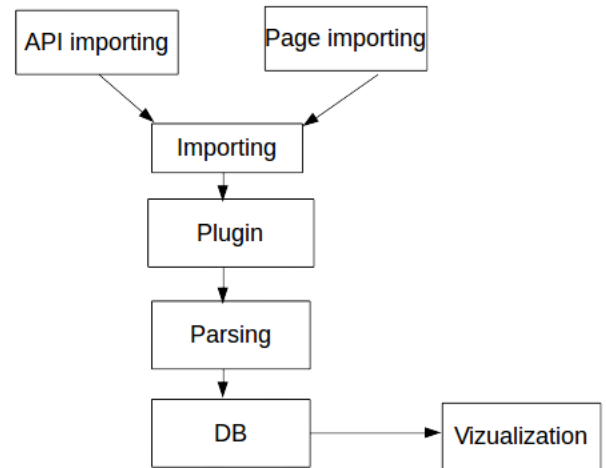 API importing
Page importing
Importing
Plugin
Parsing
DB
Vizualization